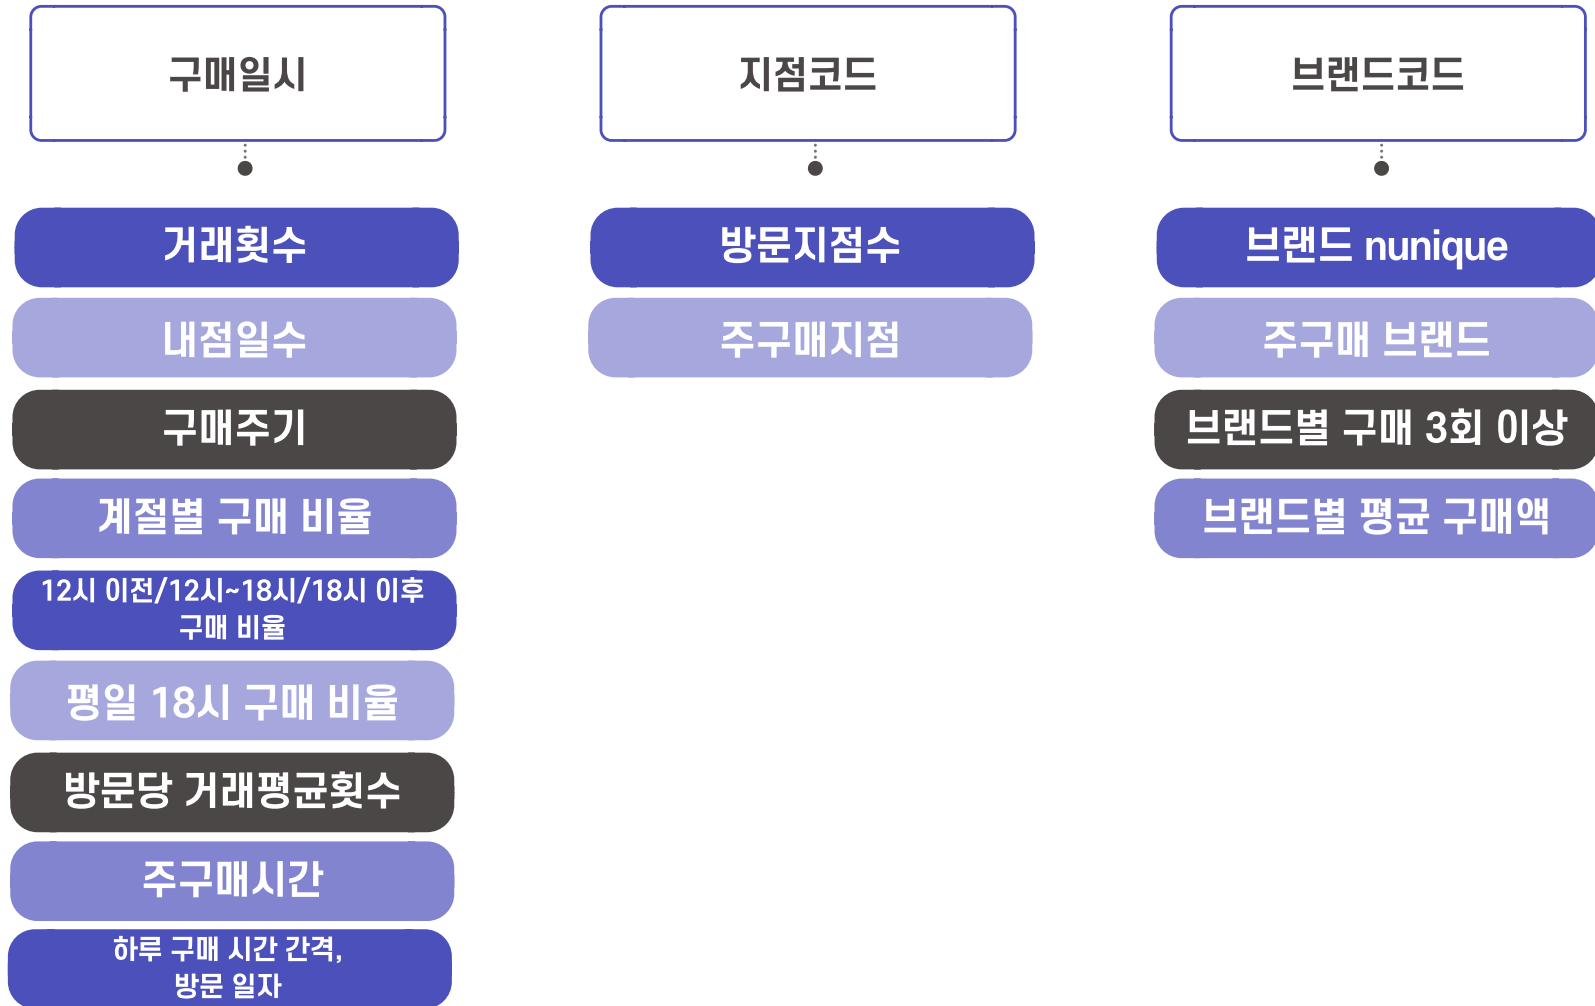 구매일시
거래횟수
내점일수
구매주기
계절별 구매 비율
12시 이전/12시~18시/18시 이후
구매 비율
평일 18시 구매 비율
방문당 거래평균횟수
주구매시간
하루 구매 시간 간격,
방문 일자
지점코드
방문지점수
주구매지점
브랜드코드
브랜드 nunique
주구매 브랜드
브랜드별 구매 3회 이상
브랜드별 평균 구매액